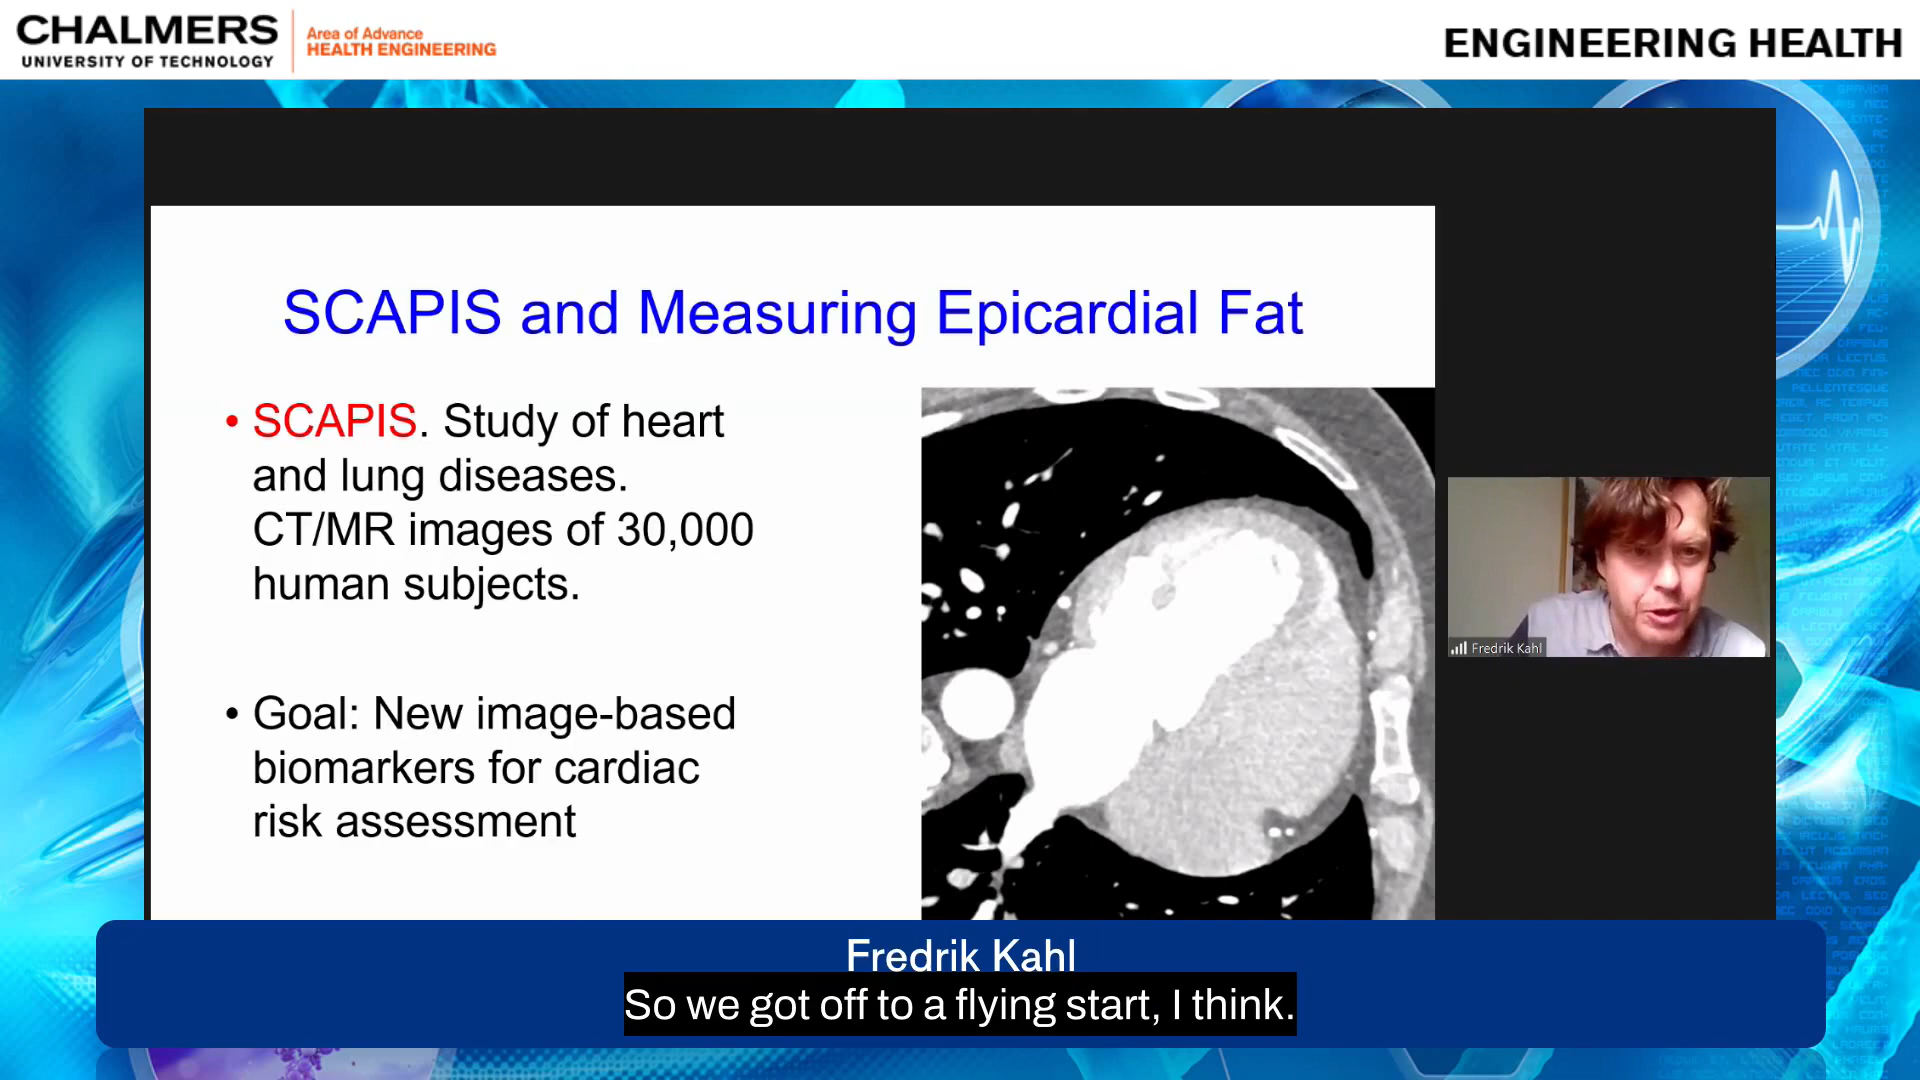 CHALMERS
UNIVERSITY OF TECHNOLOGY
Area of Advance
HEALTH ENGINEERING
ENGINEERING HEALTH
SCAPIS and Measuring Epicardial Fat
• SCAPIS. Study of heart
and lung diseases.
CT/MR images of 30,000
human subjects.
• Goal: New image-based
biomarkers for cardiac
risk assessment
Fredrik Kahl
Fredrik Kahl
So we got off to a flying start, I think.